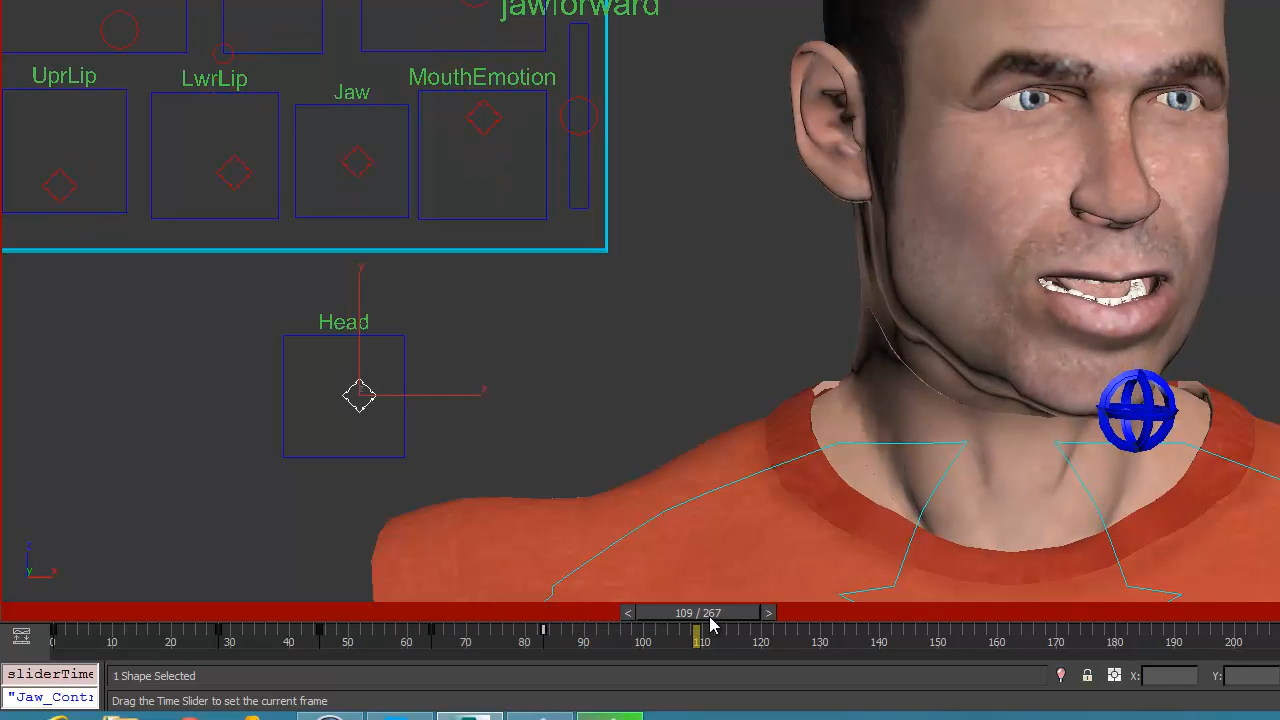 jawforward
UprLip
LwrLip
Jaw
MouthEmotion
y
Head
x
z
y
x
< 109 / 267 >
0 10 20 30 40 50 60 70 80 90 100 110 120 130 140 150 160 170 180 190 200
sliderTime
1 Shape Selected
X:
Y:
"Jaw_Cont
Drag the Time Slider to set the current frame